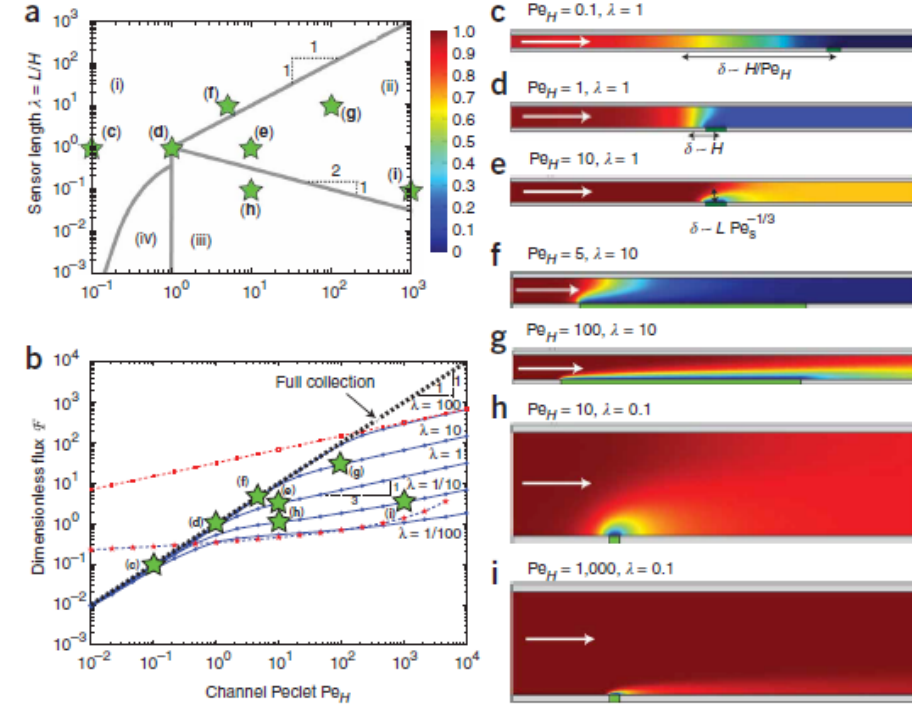 a
Sensor length λ = L/H
10³
10²
10¹
10⁰
10⁻¹
10⁻²
10⁻³
10⁻¹ 10⁰ 10¹ 10² 10³
(i)
(ii)
(iii)
(iv)
(c)
(d)
(e)
(f)
(g)
(h)
(i)
1
1
2
1
1.0
0.9
0.8
0.7
0.6
0.5
0.4
0.3
0.2
0.1
0
b
Dimensionless flux ℱ
10⁴
10³
10²
10¹
10⁰
10⁻¹
10⁻²
10⁻³
10⁻² 10⁻¹ 10⁰ 10¹ 10² 10³ 10⁴
Channel Peclet Pe_H
Full collection
1
1
λ = 100
λ = 10
λ = 1
λ = 1/10
λ = 1/100
1
3
(c)
(d)
(f)
(e)
(h)
(g)
(i)
c
Pe_H = 0.1, λ = 1
δ ~ H/Pe_H
d
Pe_H = 1, λ = 1
δ ~ H
e
Pe_H = 10, λ = 1
δ ~ L Pe_s^−1/3
f
Pe_H = 5, λ = 10
g
Pe_H = 100, λ = 10
h
Pe_H = 10, λ = 0.1
i
Pe_H = 1,000, λ = 0.1